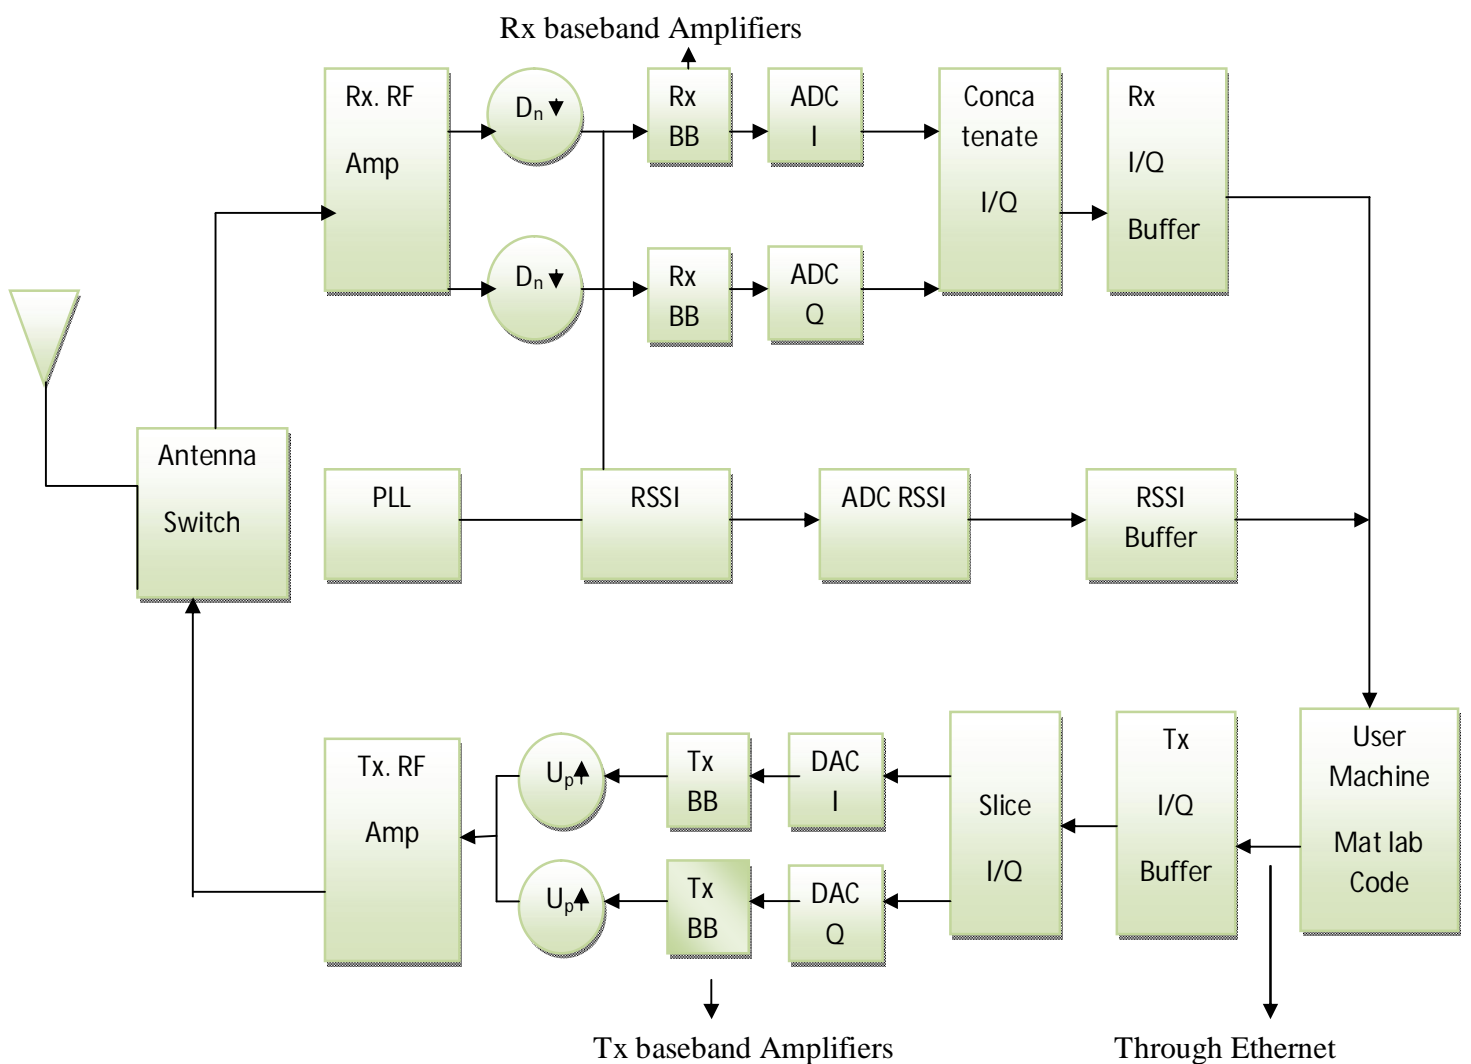 Rx baseband Amplifiers
Rx. RF
Amp
Dn
Rx
BB
ADC
I
Conca
tenate
I/Q
Rx
I/Q
Buffer
Dn
Rx
BB
ADC
Q
Antenna
Switch
PLL
RSSI
ADC RSSI
RSSI
Buffer
Tx. RF
Amp
Up
Tx
BB
DAC
I
Slice
I/Q
Tx
I/Q
Buffer
User
Machine
Mat lab
Code
Up
Tx
BB
DAC
Q
Tx baseband Amplifiers
Through Ethernet